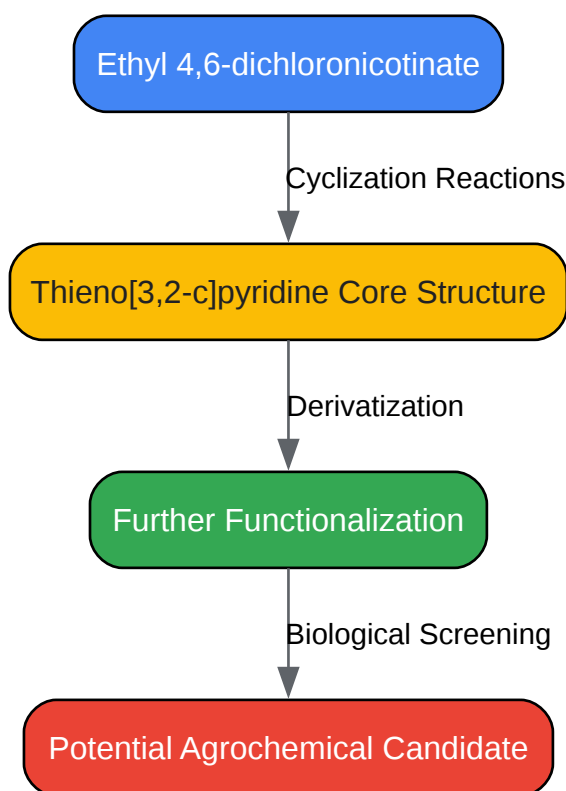 Ethyl 4,6-dichloronicotinate
Cyclization Reactions
Thieno[3,2-c]pyridine Core Structure
Derivatization
Further Functionalization
Biological Screening
Potential Agrochemical Candidate